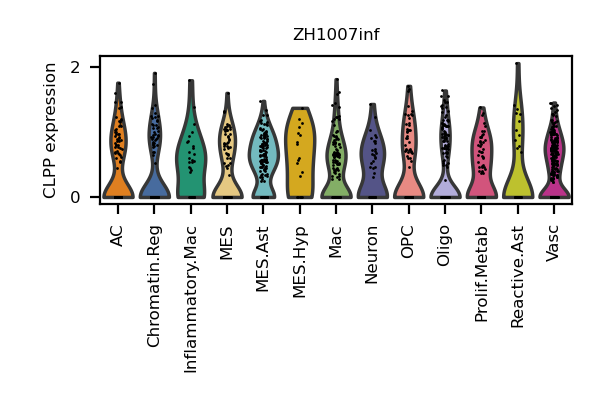 ZH1007inf
CLPP expression
2
0
AC
Chromatin.Reg
Inflammatory.Mac
MES
MES.Ast
MES.Hyp
Mac
Neuron
OPC
Oligo
Prolif.Metab
Reactive.Ast
Vasc